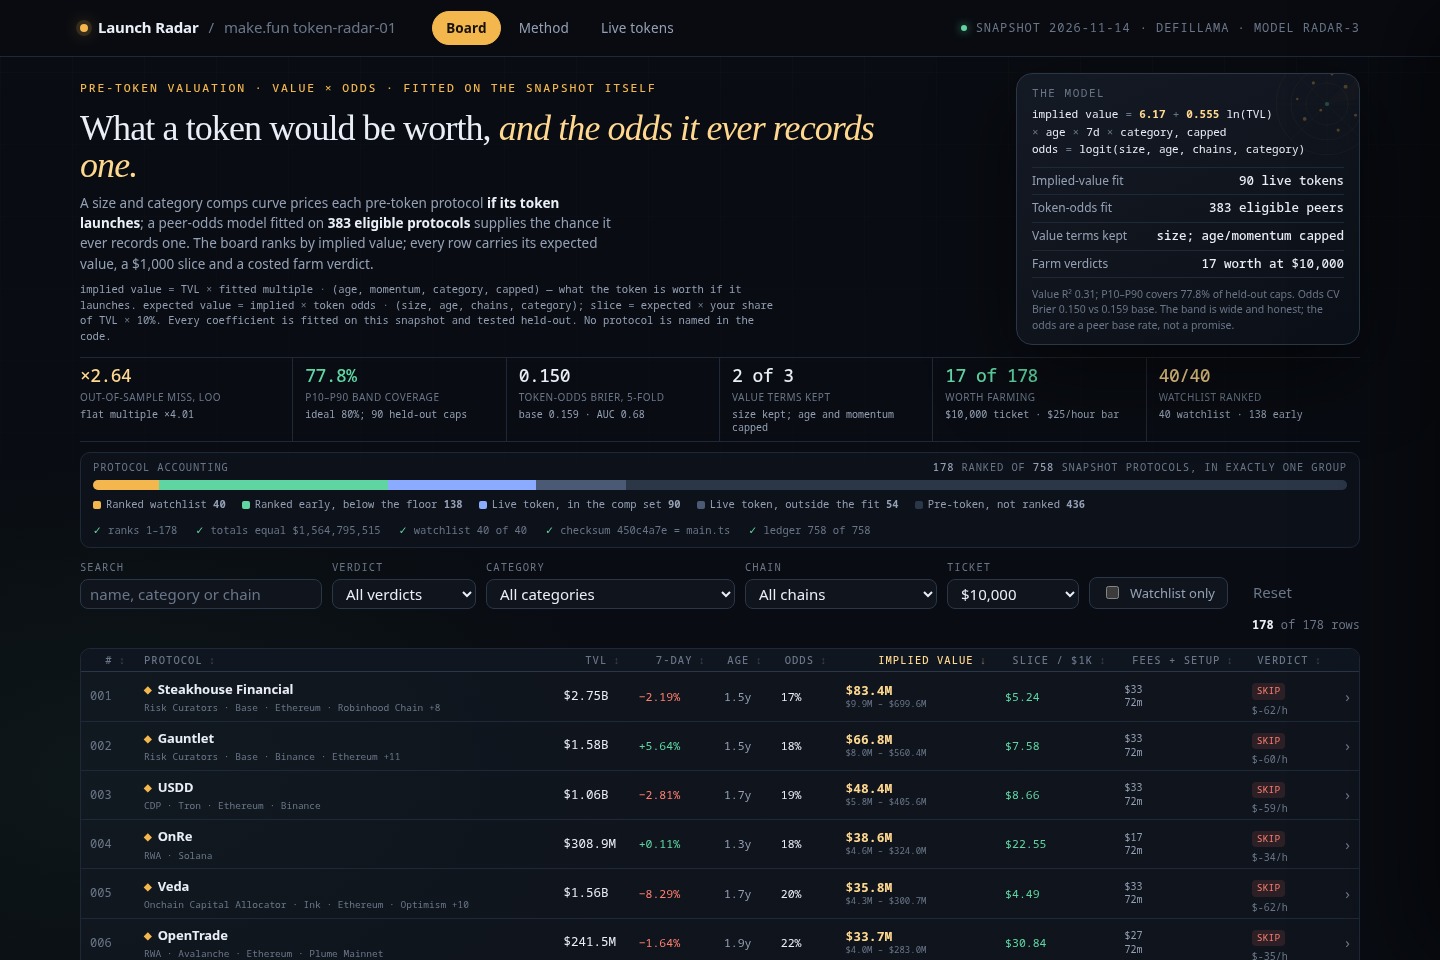 Launch Radar / make.fun token-radar-01 Board Method Live tokens SNAPSHOT 2026-11-14 · DEFILLAMA · MODEL RADAR-3
PRE-TOKEN VALUATION · VALUE × ODDS · FITTED ON THE SNAPSHOT ITSELF
What a token would be worth, and the odds it ever records
one.
A size and category comps curve prices each pre-token protocol if its token
launches; a peer-odds model fitted on 383 eligible protocols supplies the chance it
ever records one. The board ranks by implied value; every row carries its expected
value, a $1,000 slice and a costed farm verdict.
implied value = TVL × fitted multiple · (age, momentum, category, capped) — what the token is worth if it
launches. expected value = implied × token odds · (size, age, chains, category); slice = expected × your share
of TVL × 10%. Every coefficient is fitted on this snapshot and tested held-out. No protocol is named in the
code.
THE MODEL
implied value = 6.17 + 0.555 ln(TVL)
× age × 7d × category, capped
odds = logit(size, age, chains, category)
Implied-value fit 90 live tokens
Token-odds fit 383 eligible peers
Value terms kept size; age/momentum capped
Farm verdicts 17 worth at $10,000
Value R² 0.31; P10–P90 covers 77.8% of held-out caps. Odds CV
Brier 0.150 vs 0.159 base. The band is wide and honest; the
odds are a peer base rate, not a promise.
×2.64 77.8% 0.150 2 of 3 17 of 178 40/40
OUT-OF-SAMPLE MISS, LOO P10–P90 BAND COVERAGE TOKEN-ODDS BRIER, 5-FOLD VALUE TERMS KEPT WORTH FARMING WATCHLIST RANKED
flat multiple ×4.01 ideal 80%; 90 held-out caps base 0.159 · AUC 0.68 size kept; age and momentum $10,000 ticket · $25/hour bar 40 watchlist · 138 early
capped
PROTOCOL ACCOUNTING 178 RANKED OF 758 SNAPSHOT PROTOCOLS, IN EXACTLY ONE GROUP
Ranked watchlist 40 Ranked early, below the floor 138 Live token, in the comp set 90 Live token, outside the fit 54 Pre-token, not ranked 436
✓ ranks 1–178 ✓ totals equal $1,564,795,515 ✓ watchlist 40 of 40 ✓ checksum 450c4a7e = main.ts ✓ ledger 758 of 758
SEARCH VERDICT CATEGORY CHAIN TICKET
name, category or chain All verdicts All categories All chains $10,000 Watchlist only Reset
178 of 178 rows
# ↕ PROTOCOL ↕ TVL ↕ 7-DAY ↕ AGE ↕ ODDS ↕ IMPLIED VALUE ↓ SLICE / $1K ↕ FEES + SETUP ↕ VERDICT ↕
001 ◆ Steakhouse Financial $2.75B −2.19% 1.5y 17% $83.4M $5.24 $33 SKIP ›
Risk Curators · Base · Ethereum · Robinhood Chain +8 $9.9M – $699.6M 72m $-62/h
002 ◆ Gauntlet $1.58B +5.64% 1.5y 18% $66.8M $7.58 $33 SKIP ›
Risk Curators · Base · Binance · Ethereum +11 $8.0M – $560.4M 72m $-60/h
003 ◆ USDD $1.06B −2.81% 1.7y 19% $48.4M $8.66 $33 SKIP ›
CDP · Tron · Ethereum · Binance $5.8M – $405.6M 72m $-59/h
004 ◆ OnRe $308.9M +0.11% 1.3y 18% $38.6M $22.55 $17 SKIP ›
RWA · Solana $4.6M – $324.0M 72m $-34/h
005 ◆ Veda $1.56B −8.29% 1.7y 20% $35.8M $4.49 $33 SKIP ›
Onchain Capital Allocator · Ink · Ethereum · Optimism +10 $4.3M – $300.7M 72m $-62/h
006 ◆ OpenTrade $241.5M −1.64% 1.9y 22% $33.7M $30.84 $27 SKIP ›
RWA · Avalanche · Ethereum · Plume Mainnet $4.0M – $283.0M 72m $-35/h